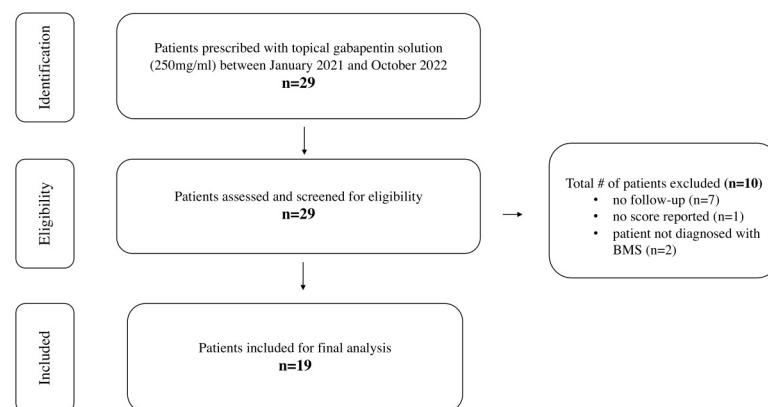 Identification
Patients prescribed with topical gabapentin solution
(250mg/ml) between January 2021 and October 2022
n=29
Eligibility
Patients assessed and screened for eligibility
n=29
Total # of patients excluded (n=10)
• no follow-up (n=7)
• no score reported (n=1)
• patient not diagnosed with
BMS (n=2)
Included
Patients included for final analysis
n=19